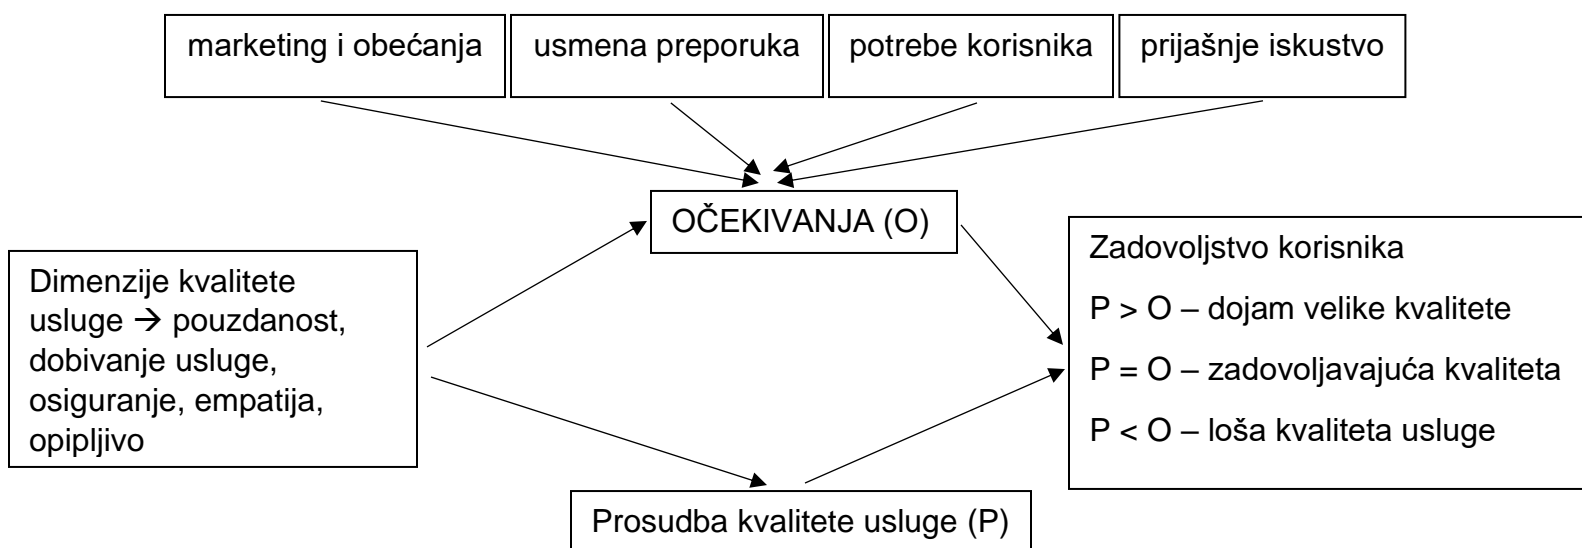 marketing i obećanja
usmena preporuka
potrebe korisnika
prijašnje iskustvo
OČEKIVANJA (O)
Dimenzije kvalitete
usluge → pouzdanost,
dobivanje usluge,
osiguranje, empatija,
opipljivo
Zadovoljstvo korisnika
P > O – dojam velike kvalitete
P = O – zadovoljavajuća kvaliteta
P < O – loša kvaliteta usluge
Prosudba kvalitete usluge (P)